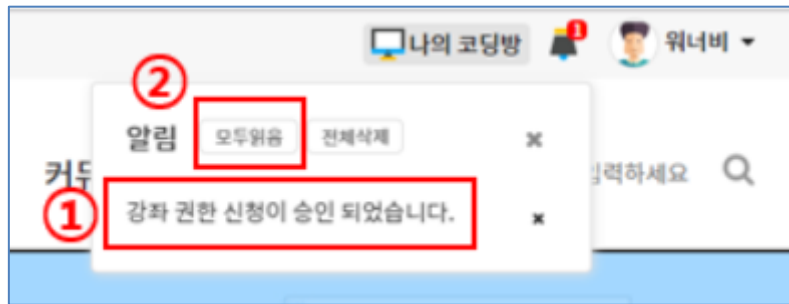 나의 코딩방 1 워너비
②
알림 모두읽음 전체삭제 ×
커뮤 입력하세요
① 강좌 권한 신청이 승인 되었습니다. ×